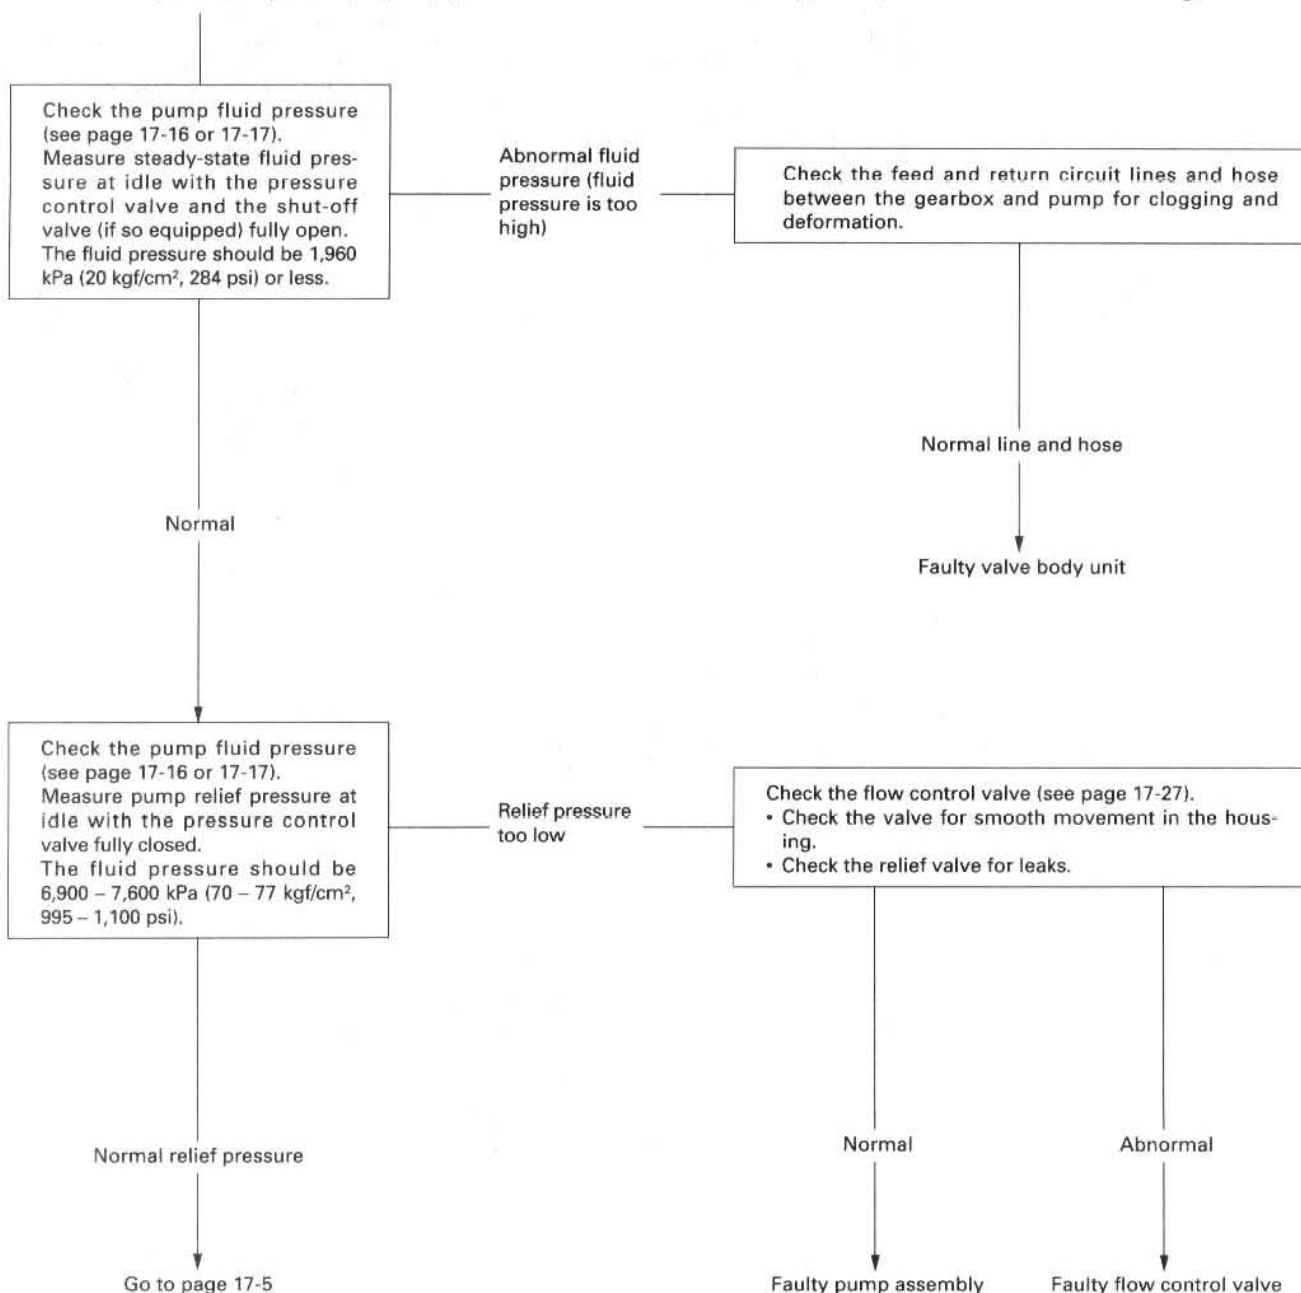 Check the pump fluid pressure
(see page 17-16 or 17-17).
Measure steady-state fluid pres-
sure at idle with the pressure
control valve and the shut-off
valve (if so equipped) fully open.
The fluid pressure should be 1,960
kPa (20 kgf/cm², 284 psi) or less.
Abnormal fluid
pressure (fluid
pressure is too
high)
Check the feed and return circuit lines and hose
between the gearbox and pump for clogging and
deformation.
Normal line and hose
Normal
Faulty valve body unit
Check the pump fluid pressure
(see page 17-16 or 17-17).
Measure pump relief pressure at
idle with the pressure control
valve fully closed.
The fluid pressure should be
6,900 – 7,600 kPa (70 – 77 kgf/cm²,
995 – 1,100 psi).
Relief pressure
too low
Check the flow control valve (see page 17-27).
• Check the valve for smooth movement in the hous-
ing.
• Check the relief valve for leaks.
Normal relief pressure
Normal
Abnormal
Go to page 17-5
Faulty pump assembly
Faulty flow control valve